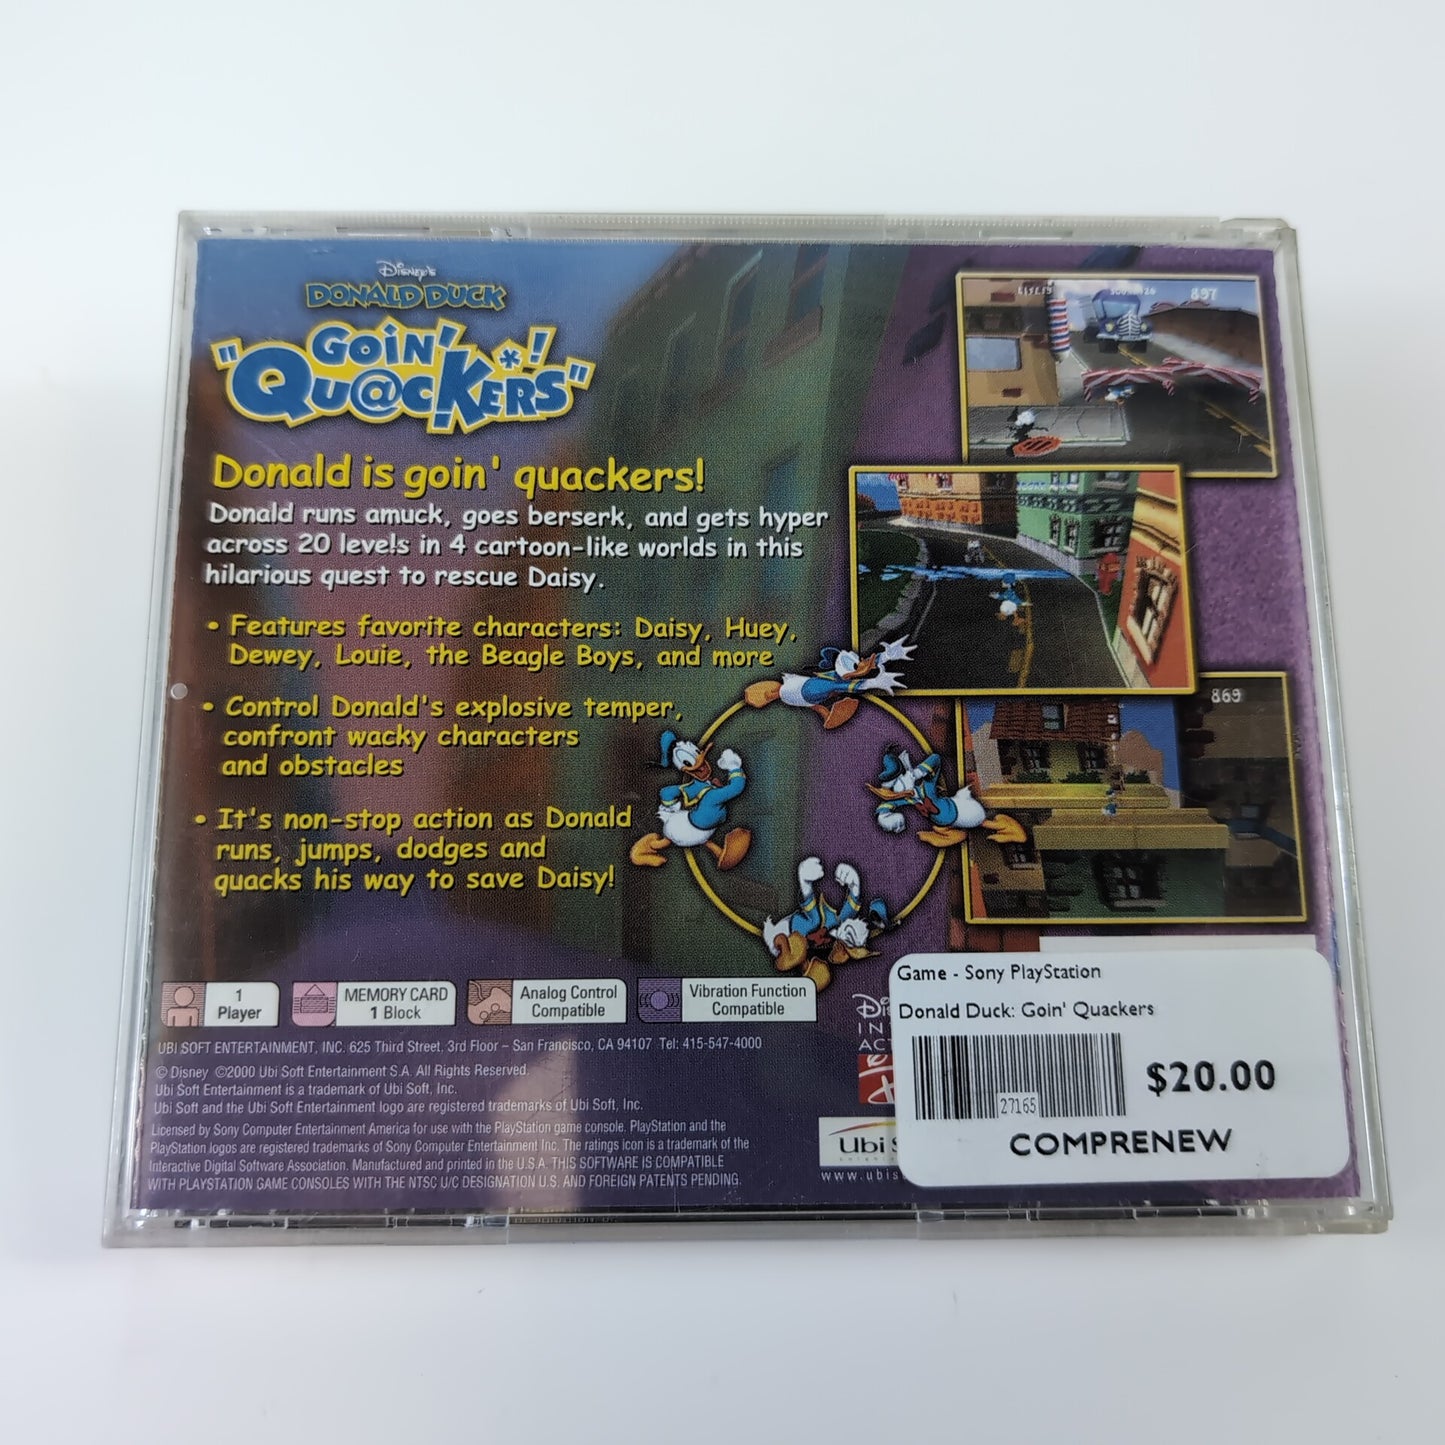 Disney's
DONALD DUCK
GOIN'
"QU@CK*!ERS"
Donald is goin' quackers!
Donald runs amuck, goes berserk, and gets hyper
across 20 levels in 4 cartoon-like worlds in this
hilarious quest to rescue Daisy.
• Features favorite characters: Daisy, Huey,
Dewey, Louie, the Beagle Boys, and more
• Control Donald's explosive temper,
confront wacky characters
and obstacles
• It's non-stop action as Donald
runs, jumps, dodges and
quacks his way to save Daisy!
897
869
1
Player
MEMORY CARD
1 Block
Analog Control
Compatible
Vibration Function
Compatible
UBI SOFT ENTERTAINMENT, INC. 625 Third Street, 3rd Floor – San Francisco, CA 94107 Tel: 415-547-4000
© Disney ©2000 Ubi Soft Entertainment S.A. All Rights Reserved.
Ubi Soft Entertainment is a trademark of Ubi Soft, Inc.
Ubi Soft and the Ubi Soft Entertainment logo are registered trademarks of Ubi Soft, Inc.
Licensed by Sony Computer Entertainment America for use with the PlayStation game console. PlayStation and the
PlayStation logos are registered trademarks of Sony Computer Entertainment Inc. The ratings icon is a trademark of the
Interactive Digital Software Association. Manufactured and printed in the U.S.A. THIS SOFTWARE IS COMPATIBLE
WITH PLAYSTATION GAME CONSOLES WITH THE NTSC U/C DESIGNATION U.S. AND FOREIGN PATENTS PENDING.
Dis
IN
AC
Ubi S
www.ubis
Game - Sony PlayStation
Donald Duck: Goin' Quackers
27165
$20.00
COMPRENEW